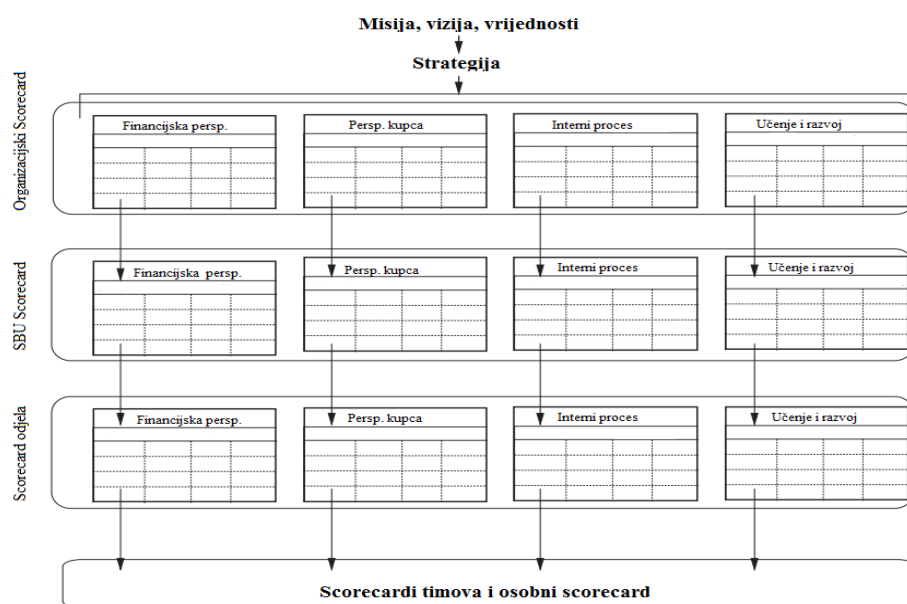 Misija, vizija, vrijednosti
Strategija
Organizacijski Scorecard
Financijska persp.
Persp. kupca
Interni proces
Učenje i razvoj
SBU Scorecard
Financijska persp.
Persp. kupca
Interni proces
Učenje i razvoj
Scorecard odjela
Financijska persp.
Persp. kupca
Interni proces
Učenje i razvoj
Scorecardi timova i osobni scorecard